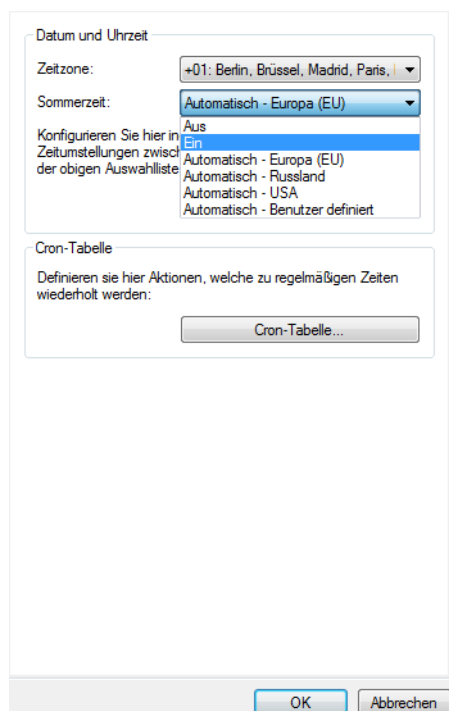 Datum und Uhrzeit
Zeitzone:
+01: Berlin, Brüssel, Madrid, Paris,
Sommerzeit:
Automatisch - Europa (EU)
Aus
Ein
Automatisch - Europa (EU)
Automatisch - Russland
Automatisch - USA
Automatisch - Benutzer definiert
Konfigurieren Sie hier in
Zeitumstellungen zwisch
der obigen Auswahlliste
Cron-Tabelle
Definieren sie hier Aktionen, welche zu regelmäßigen Zeiten
wiederholt werden:
Cron-Tabelle...
OK
Abbrechen